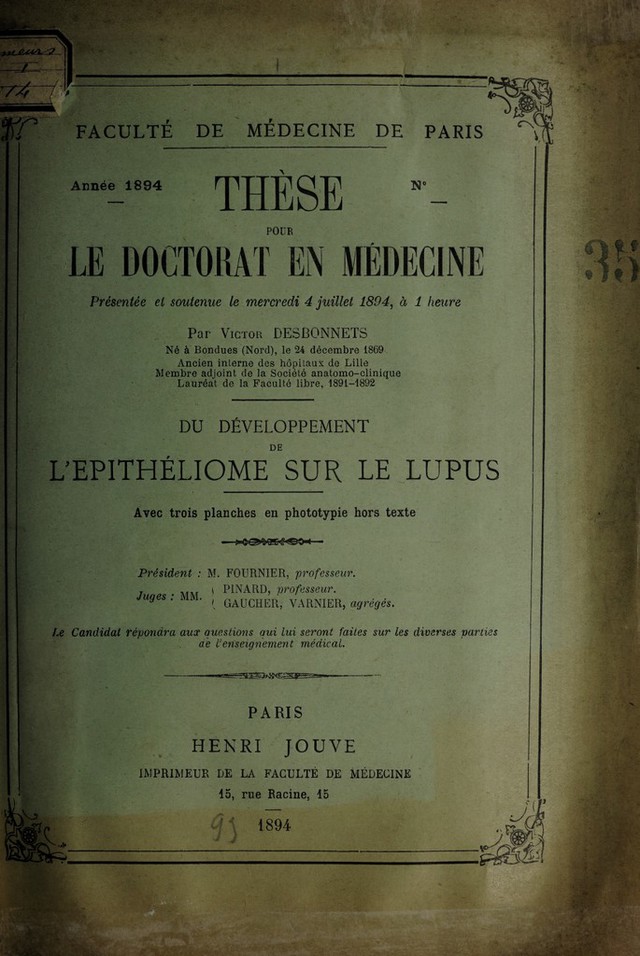 meurs
1
14
FACULTÉ DE MÉDECINE DE PARIS
Année 1894
THÈSE
N°
POUR
LE DOCTORAT EN MÉDECINE
Présentée et soutenue le mercredi 4 juillet 1894, à 1 heure
Par VICTOR DESBONNETS
Né à Bondues (Nord), le 24 décembre 1869
Ancien interne des hôpitaux de Lille
Membre adjoint de la Société anatomo-clinique
Lauréat de la Faculté libre, 1891-1892
DU DÉVELOPPEMENT
DE
L'EPITHÉLIOME SUR LE LUPUS
Avec trois planches en phototypie hors texte
Président : M. FOURNIER, professeur.
Juges : MM. PINARD, professeur.
GAUCHER, VARNIER, agrégés.
Le Candidat répondra aux questions qui lui seront faites sur les diverses parties
de l'enseignement médical.
PARIS
HENRI JOUVE
IMPRIMEUR DE LA FACULTÉ DE MÉDECINE
15, rue Racine, 15
1894
35